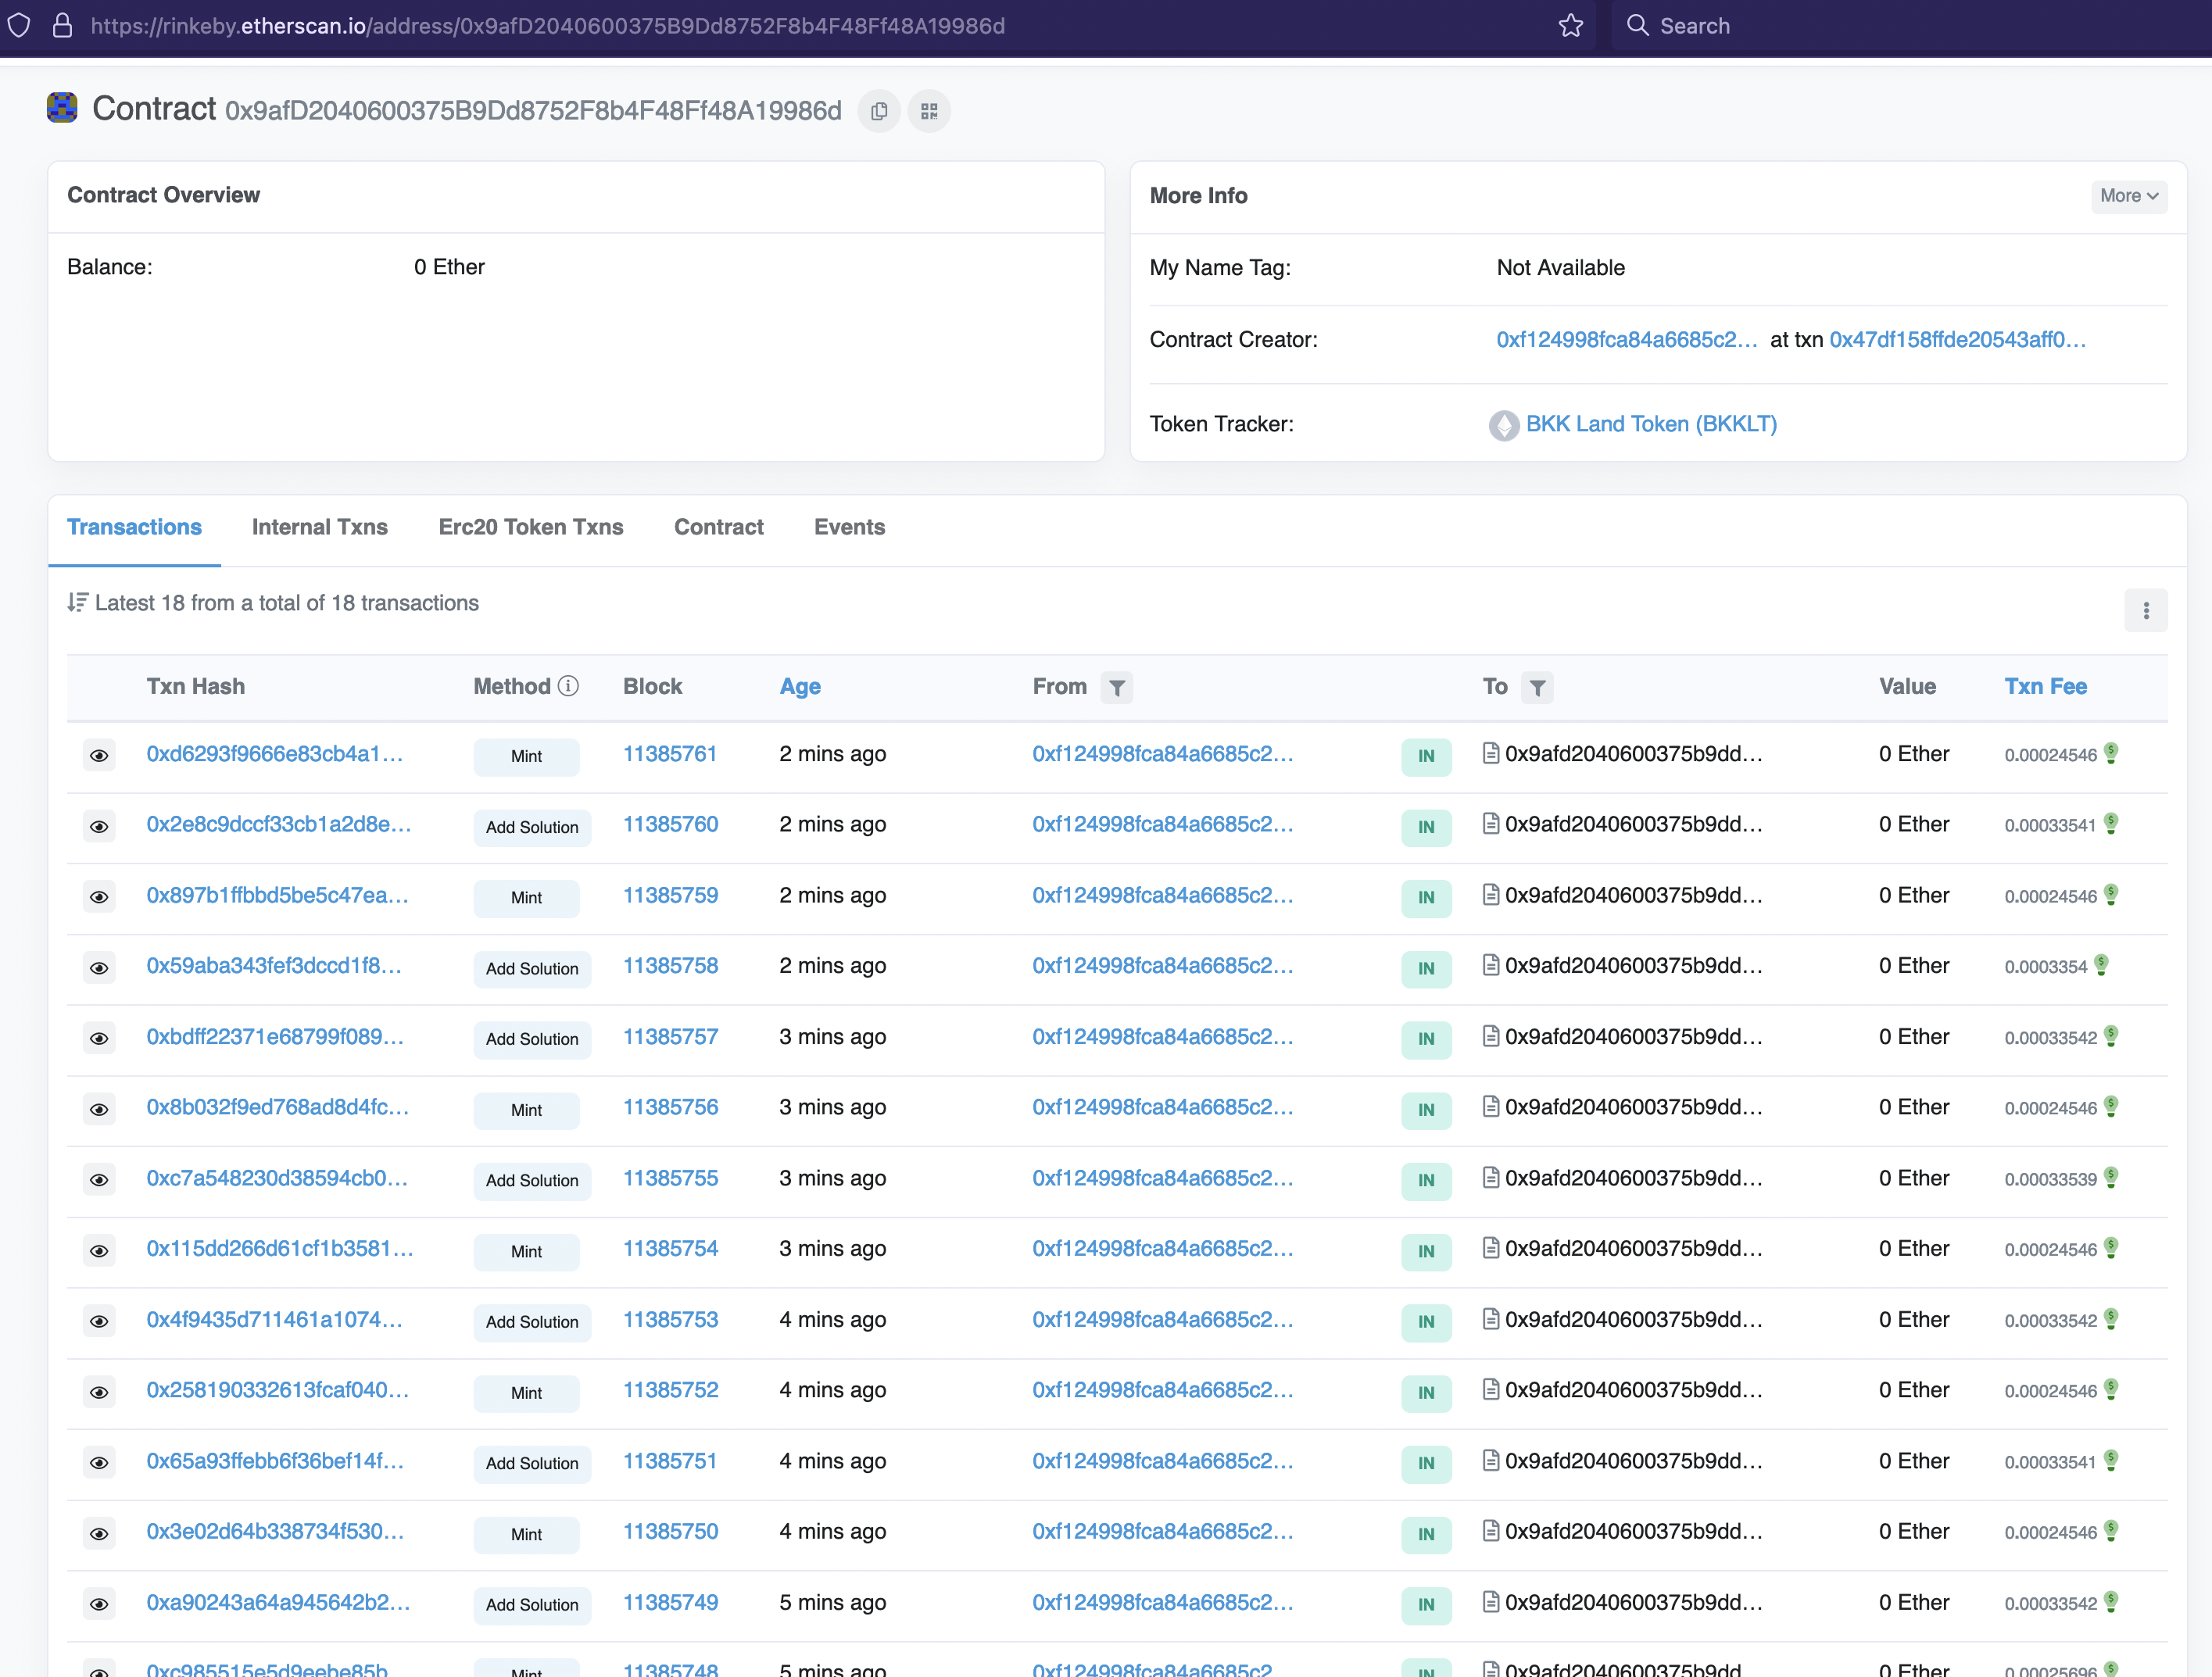 https://rinkeby.etherscan.io/address/0x9afD2040600375B9Dd8752F8b4F48Ff48A19986d
Search
Contract 0x9afD2040600375B9Dd8752F8b4F48Ff48A19986d
Contract Overview
Balance: 0 Ether
More Info
More
My Name Tag: Not Available
Contract Creator: 0xf124998fca84a6685c2... at txn 0x47df158ffde20543aff0...
Token Tracker: BKK Land Token (BKKLT)
Transactions Internal Txns Erc20 Token Txns Contract Events
Latest 18 from a total of 18 transactions
Txn Hash Method Block Age From To Value Txn Fee
0xd6293f9666e83cb4a1... Mint 11385761 2 mins ago 0xf124998fca84a6685c2... IN 0x9afd2040600375b9dd... 0 Ether 0.00024546
0x2e8c9dccf33cb1a2d8e... Add Solution 11385760 2 mins ago 0xf124998fca84a6685c2... IN 0x9afd2040600375b9dd... 0 Ether 0.00033541
0x897b1ffbbd5be5c47ea... Mint 11385759 2 mins ago 0xf124998fca84a6685c2... IN 0x9afd2040600375b9dd... 0 Ether 0.00024546
0x59aba343fef3dccd1f8... Add Solution 11385758 2 mins ago 0xf124998fca84a6685c2... IN 0x9afd2040600375b9dd... 0 Ether 0.0003354
0xbdff22371e68799f089... Add Solution 11385757 3 mins ago 0xf124998fca84a6685c2... IN 0x9afd2040600375b9dd... 0 Ether 0.00033542
0x8b032f9ed768ad8d4fc... Mint 11385756 3 mins ago 0xf124998fca84a6685c2... IN 0x9afd2040600375b9dd... 0 Ether 0.00024546
0xc7a548230d38594cb0... Add Solution 11385755 3 mins ago 0xf124998fca84a6685c2... IN 0x9afd2040600375b9dd... 0 Ether 0.00033539
0x115dd266d61cf1b3581... Mint 11385754 3 mins ago 0xf124998fca84a6685c2... IN 0x9afd2040600375b9dd... 0 Ether 0.00024546
0x4f9435d711461a1074... Add Solution 11385753 4 mins ago 0xf124998fca84a6685c2... IN 0x9afd2040600375b9dd... 0 Ether 0.00033542
0x258190332613fcaf040... Mint 11385752 4 mins ago 0xf124998fca84a6685c2... IN 0x9afd2040600375b9dd... 0 Ether 0.00024546
0x65a93ffebb6f36bef14f... Add Solution 11385751 4 mins ago 0xf124998fca84a6685c2... IN 0x9afd2040600375b9dd... 0 Ether 0.00033541
0x3e02d64b338734f530... Mint 11385750 4 mins ago 0xf124998fca84a6685c2... IN 0x9afd2040600375b9dd... 0 Ether 0.00024546
0xa90243a64a945642b2... Add Solution 11385749 5 mins ago 0xf124998fca84a6685c2... IN 0x9afd2040600375b9dd... 0 Ether 0.00033542
0xc985515e5d9eebe85b Mint 11385748 5 mins ago 0xf124998fca84a6685c2 IN 0x9afd2040600375b9dd 0 Ether 0.00025696